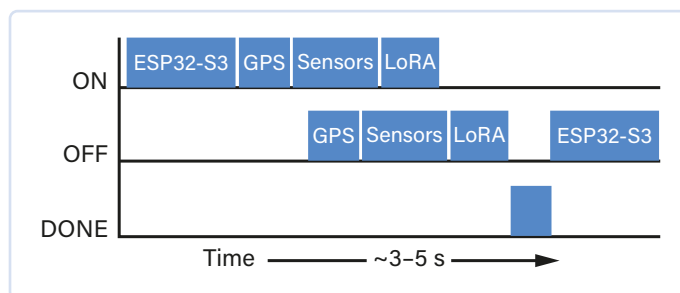 ESP32-S3 GPS Sensors LoRA
ON
GPS Sensors LoRA ESP32-S3
OFF
DONE
Time ~3–5 s